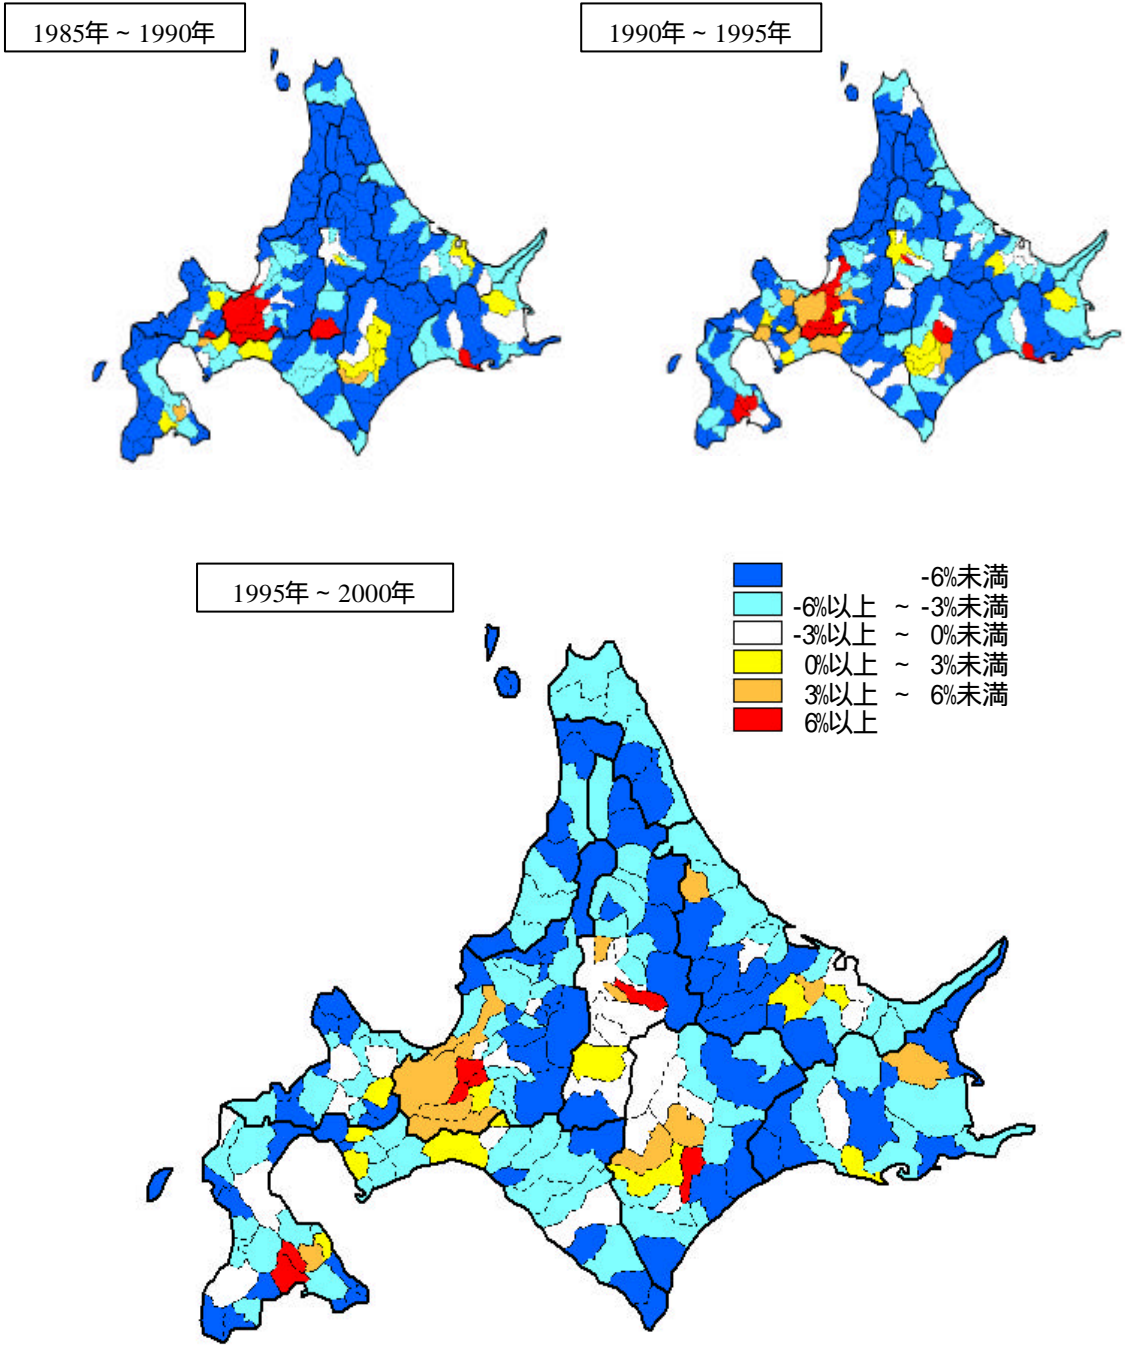 1985年 ~ 1990年
1990年 ~ 1995年
1995年 ~ 2000年
-6%未満
-6%以上 ~ -3%未満
-3%以上 ~ 0%未満
0%以上 ~ 3%未満
3%以上 ~ 6%未満
6%以上